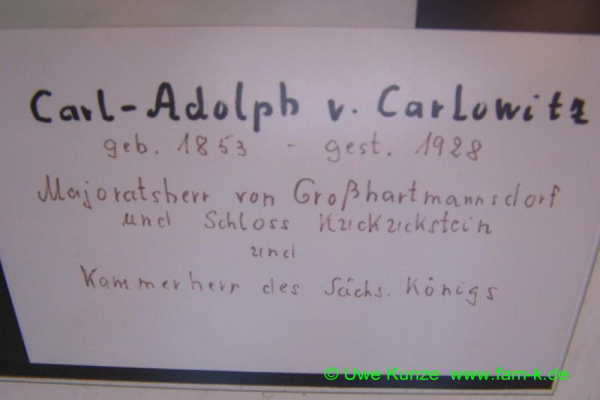 Carl-Adolph v. Carlowitz
geb. 1853 - gest. 1928
Majoratsherr von Großhartmannsdorf
und Schloss Kuckuckstein
und
Kammerherr des Sächs. Königs
© Uwe Kunze www.fam-k.de